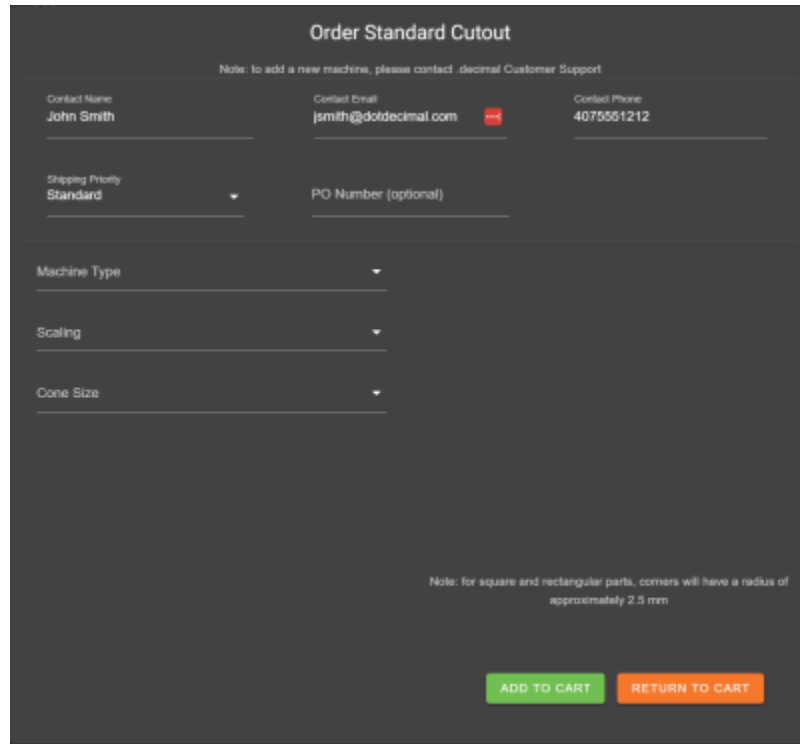 Order Standard Cutout
Note: to add a new machine, please contact .decimal Customer Support
Contact Name
John Smith
Contact Email
jsmith@dotdecimal.com
Contact Phone
4075551212
Shipping Priority
Standard
PO Number (optional)
Machine Type
Scaling
Cone Size
Note: for square and rectangular parts, corners will have a radius of
approximately 2.5 mm
ADD TO CART
RETURN TO CART